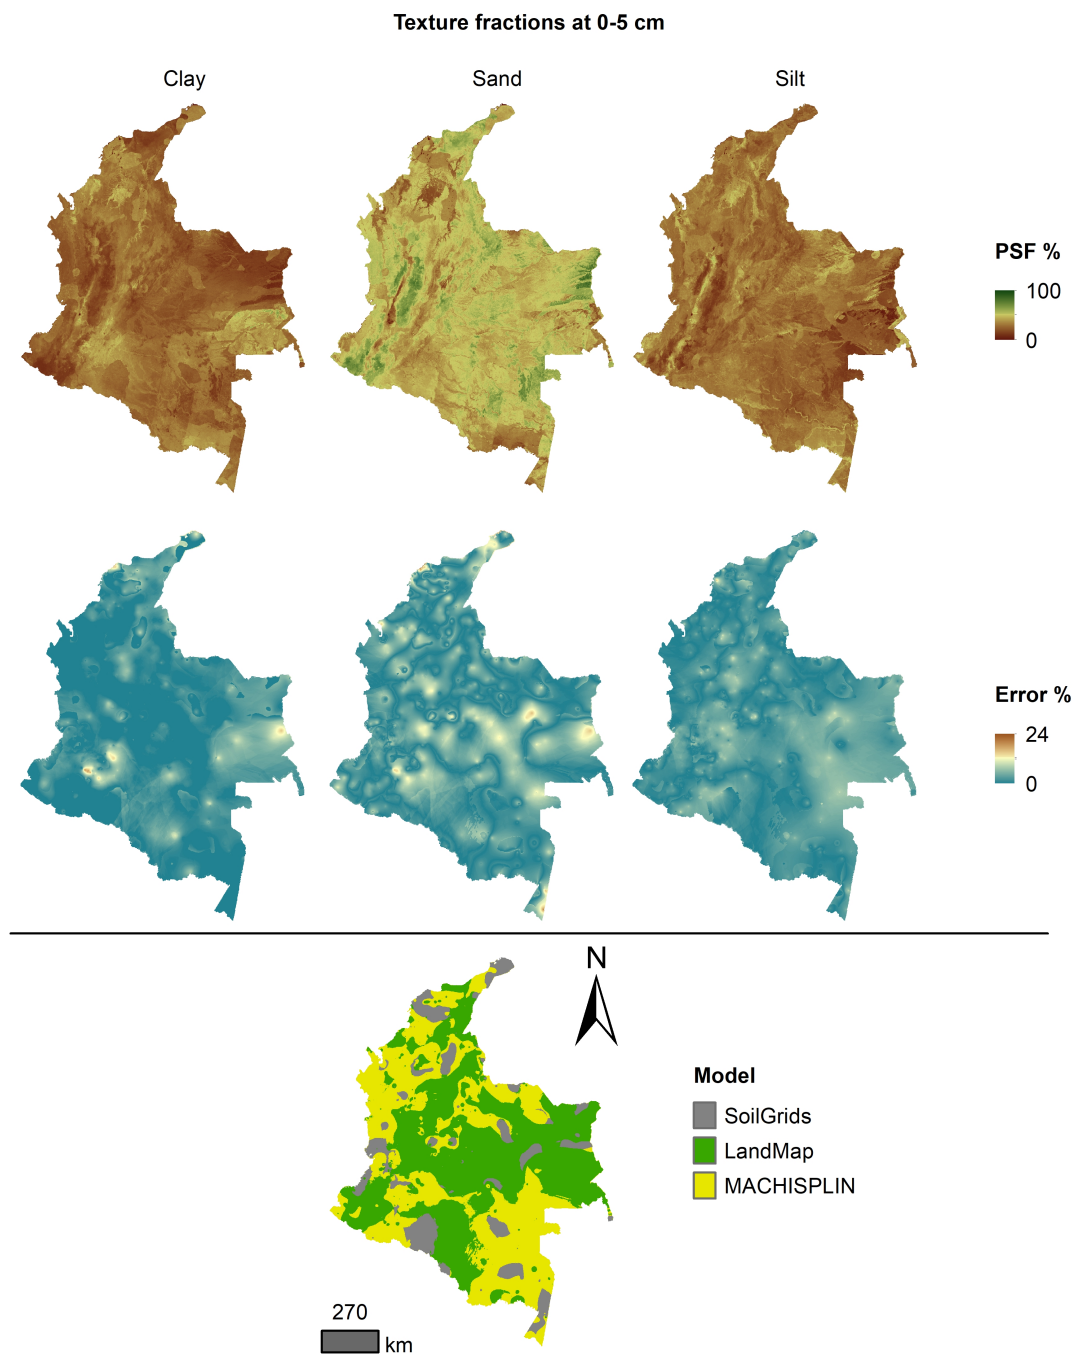 Texture fractions at 0-5 cm
Clay
Sand
Silt
PSF %
100
0
Error %
24
0
N
Model
SoilGrids
LandMap
MACHISPLIN
270
km